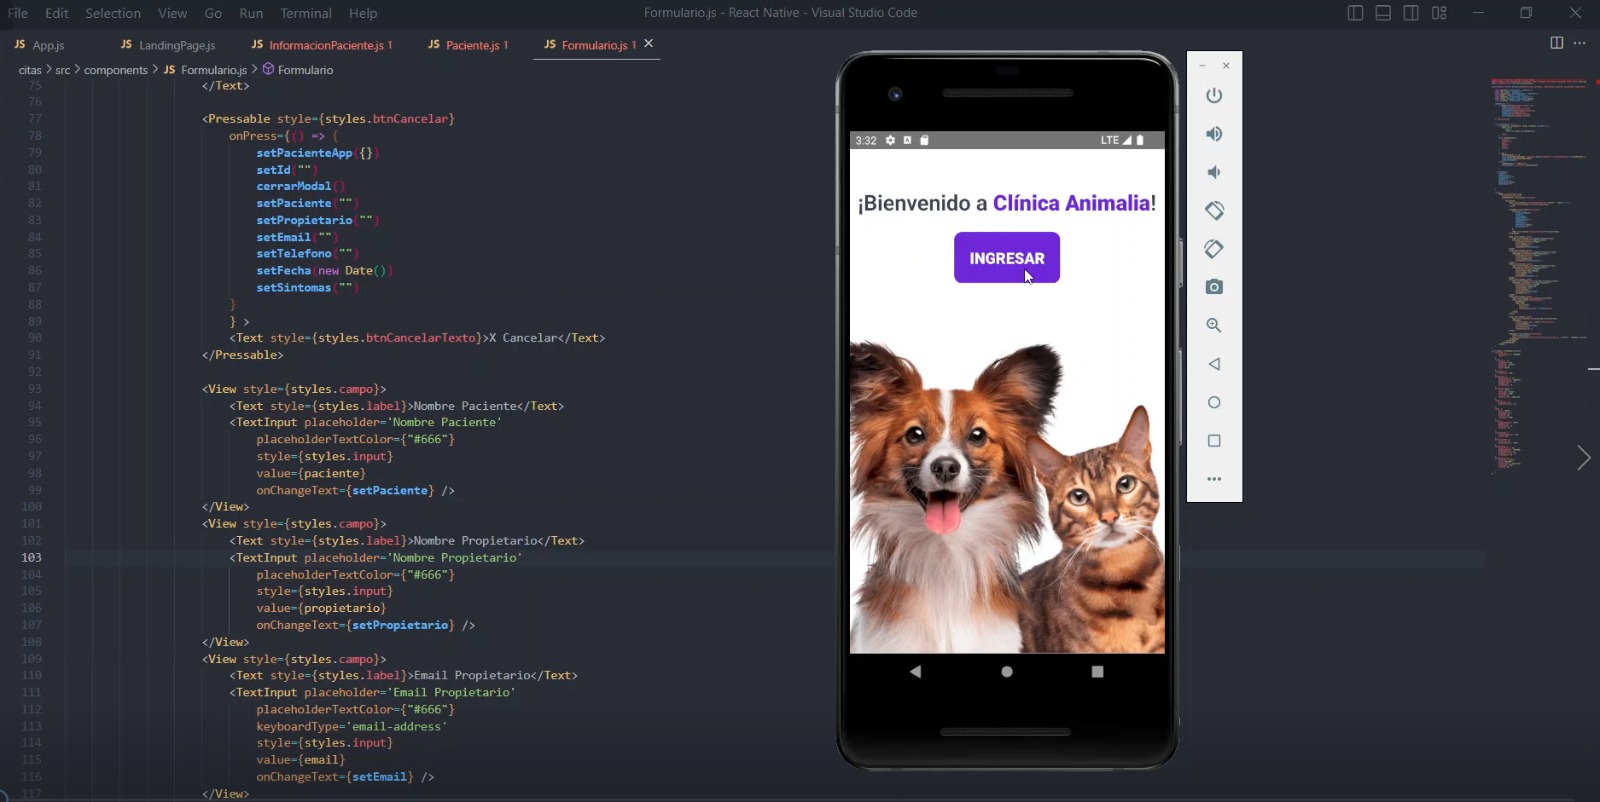 File Edit Selection View Go Run Terminal Help
Formulario.js - React Native - Visual Studio Code
JS App.js JS LandingPage.js JS InformacionPaciente.js 1 JS Paciente.js 1 JS Formulario.js 1
citas > src > components > JS Formulario.js > Formulario
75 </Text>
76
77 <Pressable style={styles.btnCancelar}
78 onPress={() => {
79 setPacienteApp({})
80 setId("")
81 cerrarModal()
82 setPaciente("")
83 setPropietario("")
84 setEmail("")
85 setTelefono("")
86 setFecha(new Date())
87 setSintomas("")
88 }
89 } >
90 <Text style={styles.btnCancelarTexto}>X Cancelar</Text>
91 </Pressable>
92
93 <View style={styles.campo}>
94 <Text style={styles.label}>Nombre Paciente</Text>
95 <TextInput placeholder='Nombre Paciente'
96 placeholderTextColor={"#666"}
97 style={styles.input}
98 value={paciente}
99 onChangeText={setPaciente} />
100 </View>
101 <View style={styles.campo}>
102 <Text style={styles.label}>Nombre Propietario</Text>
103 <TextInput placeholder='Nombre Propietario'
104 placeholderTextColor={"#666"}
105 style={styles.input}
106 value={propietario}
107 onChangeText={setPropietario} />
108 </View>
109 <View style={styles.campo}>
110 <Text style={styles.label}>Email Propietario</Text>
111 <TextInput placeholder='Email Propietario'
112 placeholderTextColor={"#666"}
113 keyboardType='email-address'
114 style={styles.input}
115 value={email}
116 onChangeText={setEmail} />
117 </View>
3:32 LTE
¡Bienvenido a Clínica Animalia!
INGRESAR